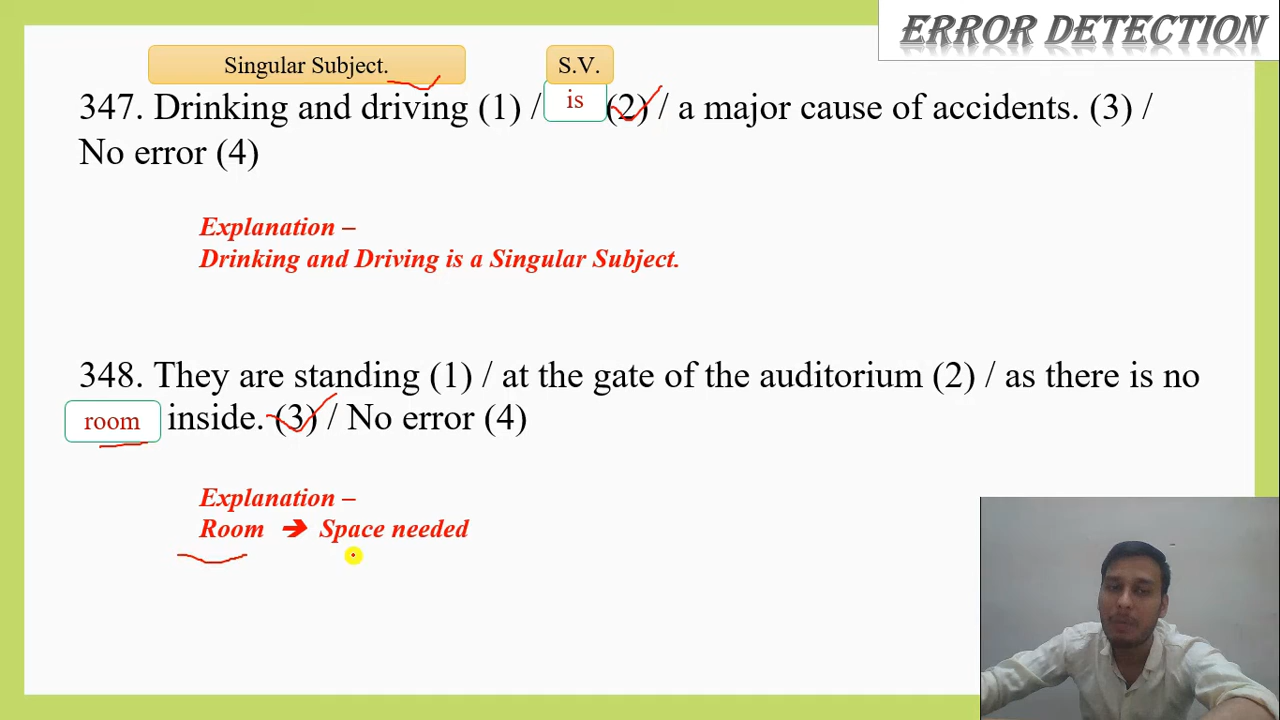 ERROR DETECTION
Singular Subject. S.V.
347. Drinking and driving (1) / is (2) / a major cause of accidents. (3) /
No error (4)
Explanation –
Drinking and Driving is a Singular Subject.
348. They are standing (1) / at the gate of the auditorium (2) / as there is no
room inside. (3) / No error (4)
Explanation –
Room ➔ Space needed